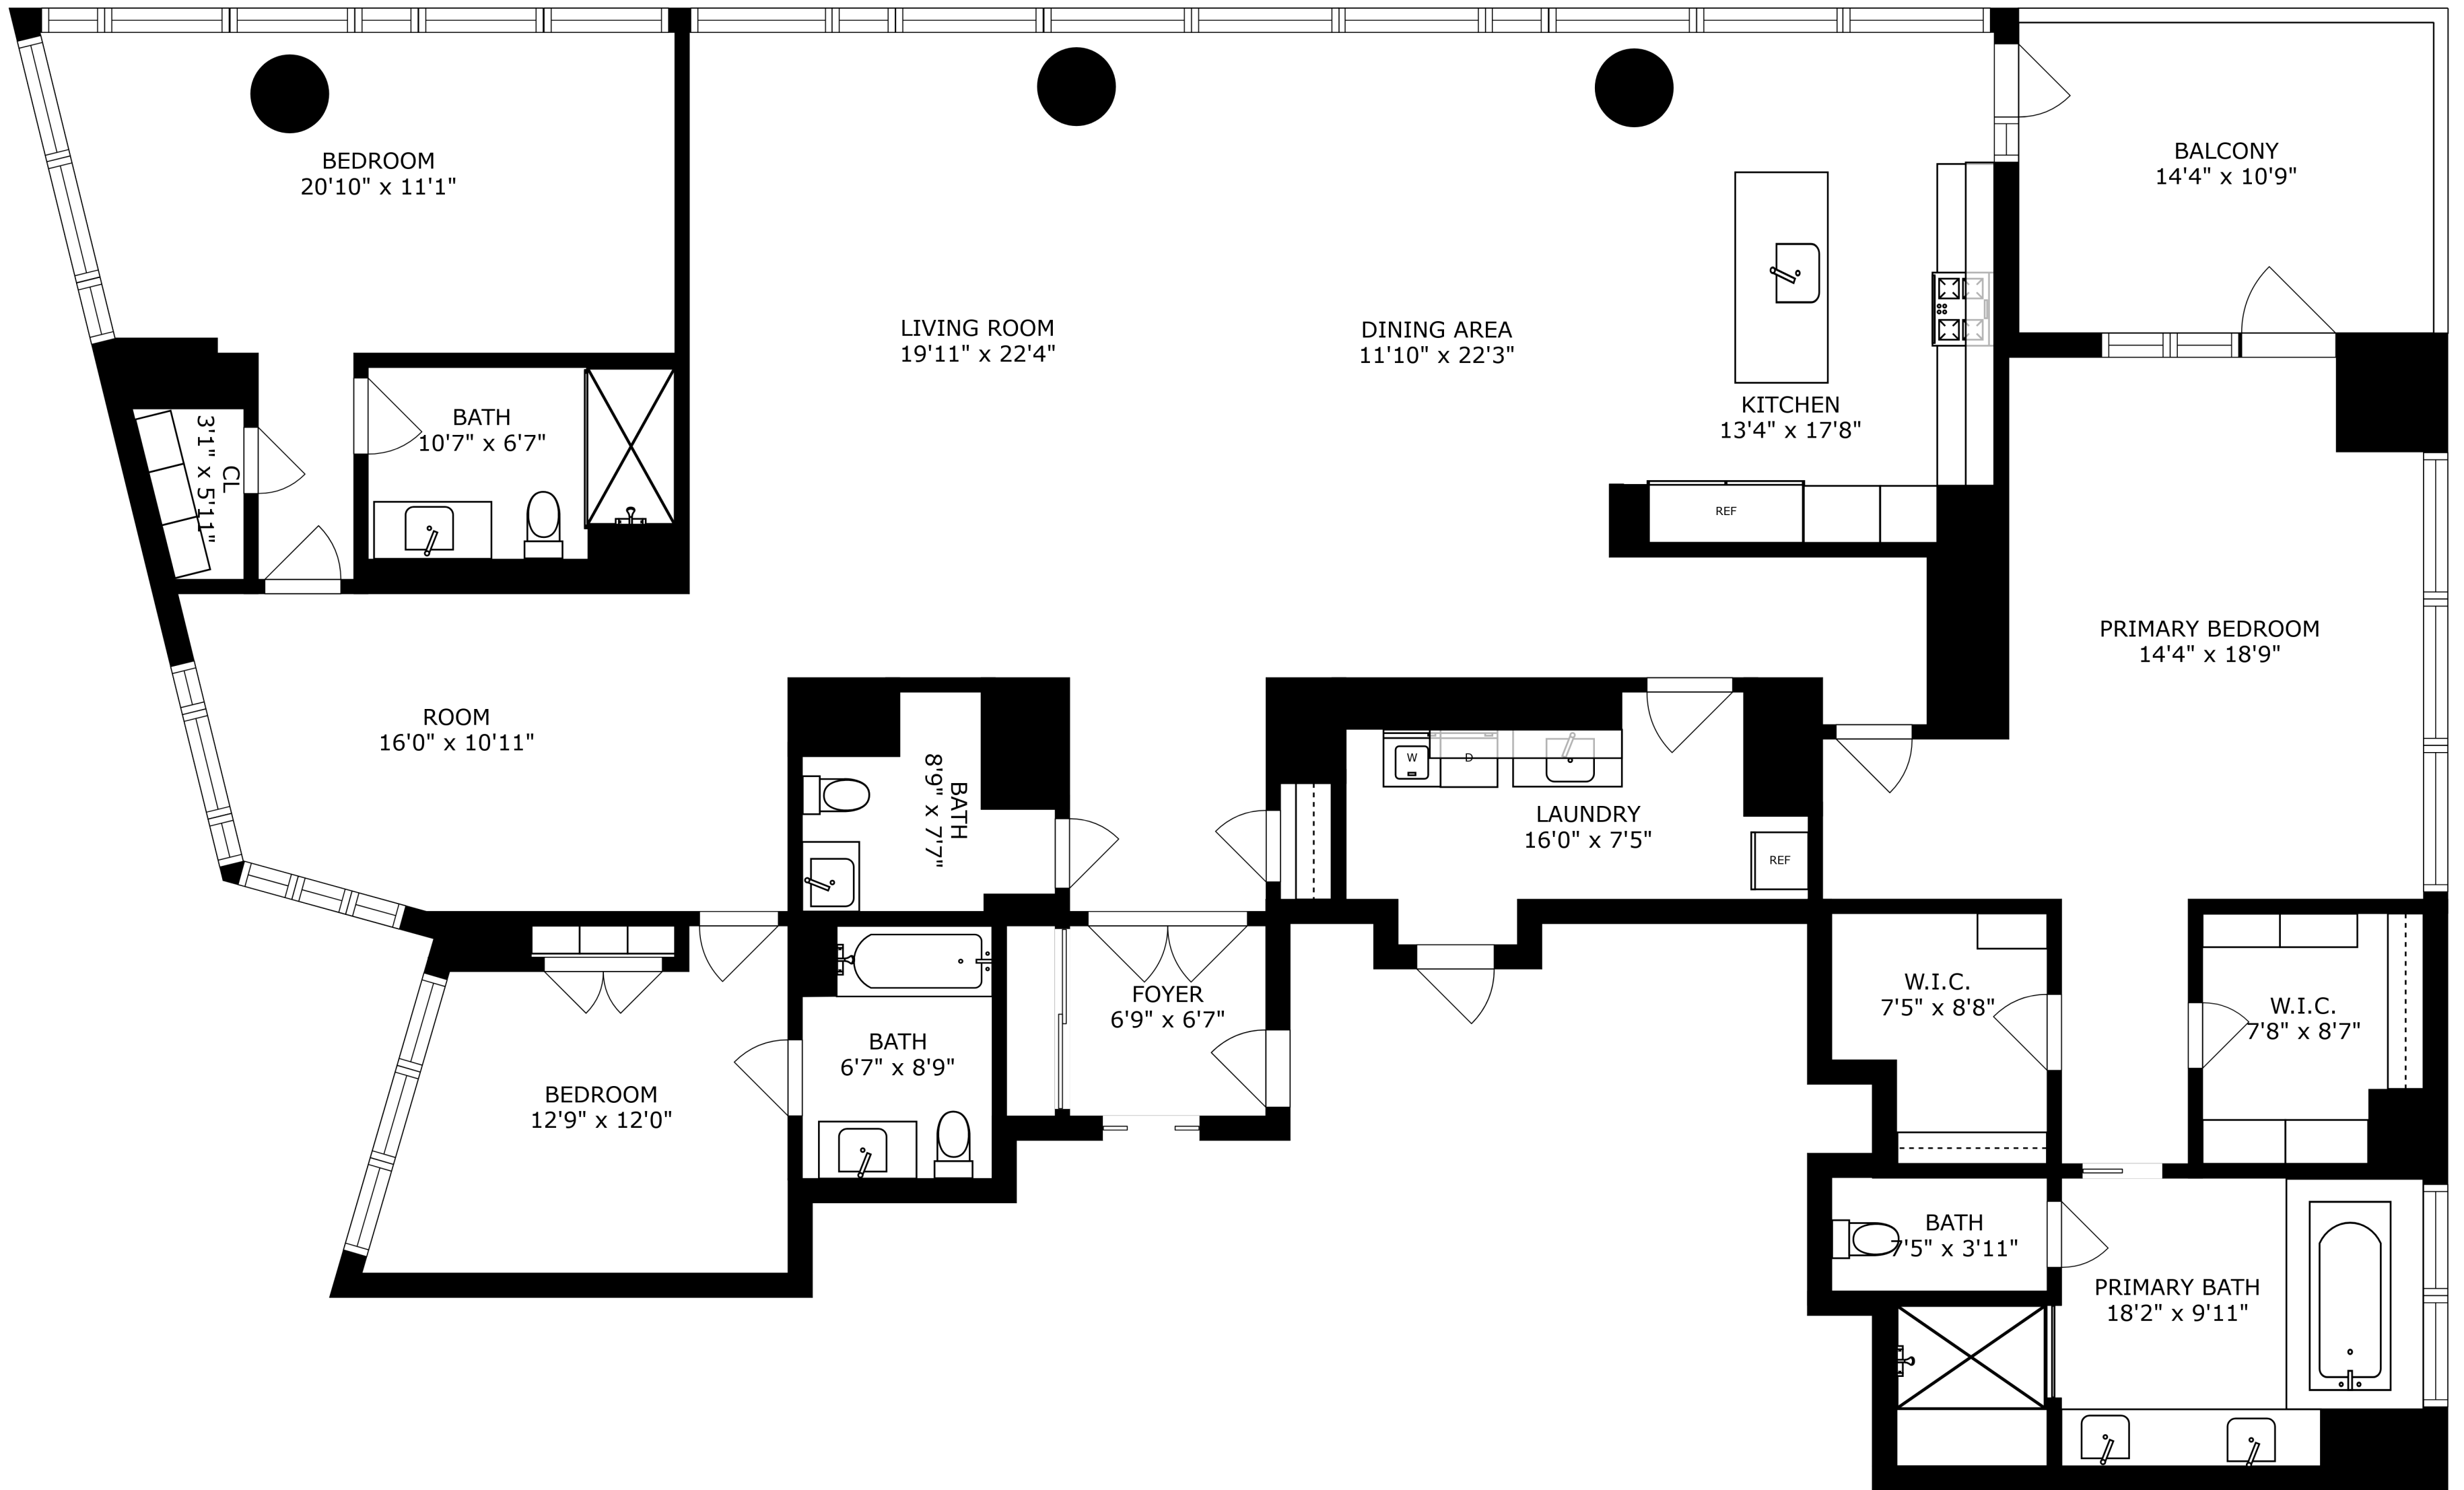 BEDROOM
20'10" x 11'1"
BALCONY
14'4" x 10'9"
LIVING ROOM
19'11" x 22'4"
DINING AREA
11'10" x 22'3"
KITCHEN
13'4" x 17'8"
BATH
10'7" x 6'7"
CL
3'1" x 5'11"
REF
PRIMARY BEDROOM
14'4" x 18'9"
ROOM
16'0" x 10'11"
BATH
8'9" x 7'7"
W
D
LAUNDRY
16'0" x 7'5"
REF
W.I.C.
7'5" x 8'8"
W.I.C.
7'8" x 8'7"
FOYER
6'9" x 6'7"
BATH
6'7" x 8'9"
BEDROOM
12'9" x 12'0"
BATH
7'5" x 3'11"
PRIMARY BATH
18'2" x 9'11"